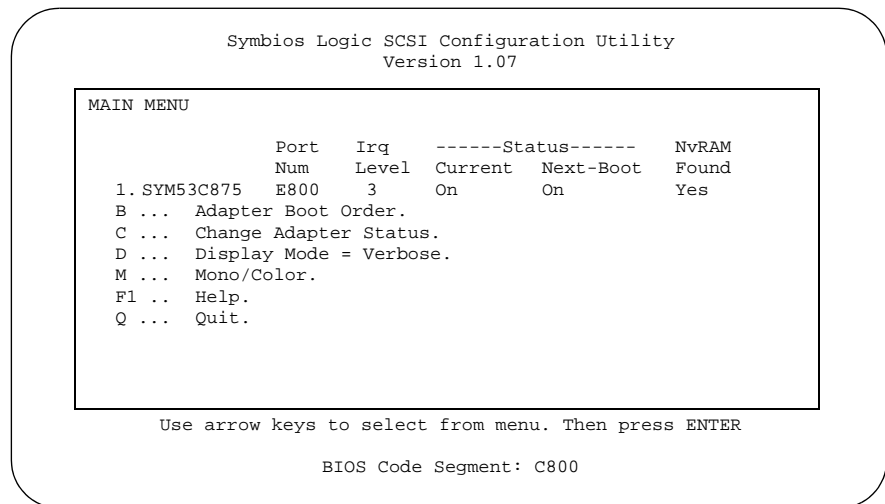 Symbios Logic SCSI Configuration Utility
Version 1.07
MAIN MENU
Port Irq ------Status------ NvRAM
Num Level Current Next-Boot Found
1. SYM53C875 E800 3 On On Yes
B ... Adapter Boot Order.
C ... Change Adapter Status.
D ... Display Mode = Verbose.
M ... Mono/Color.
F1 .. Help.
Q ... Quit.
Use arrow keys to select from menu. Then press ENTER
BIOS Code Segment: C800